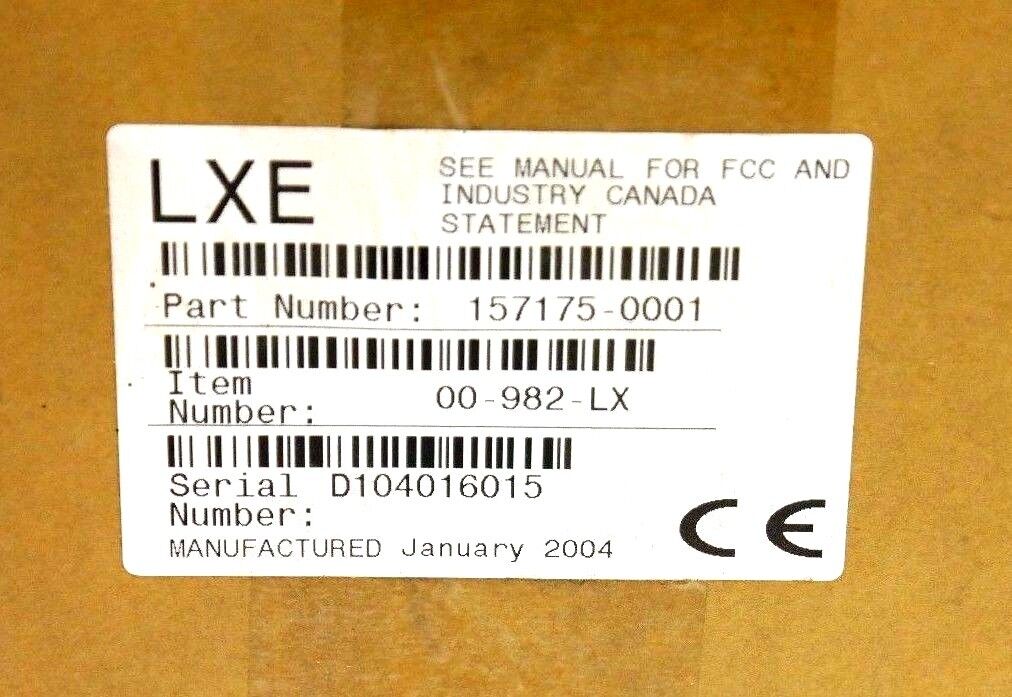 LXE
SEE MANUAL FOR FCC AND
INDUSTRY CANADA
STATEMENT
Part Number: 157175-0001
Item
Number: 00-982-LX
Serial D104016015
Number:
MANUFACTURED January 2004
CE